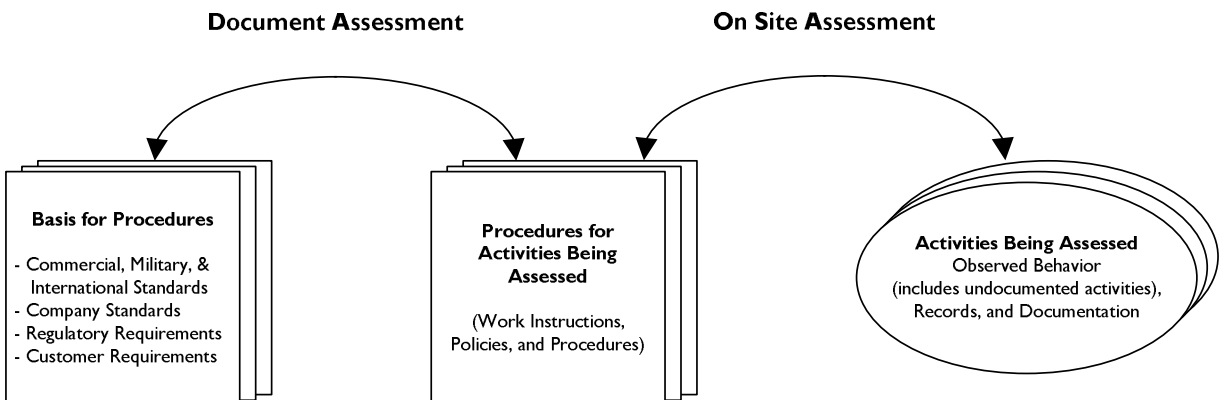 Document Assessment
On Site Assessment
Basis for Procedures
- Commercial, Military, &
International Standards
- Company Standards
- Regulatory Requirements
- Customer Requirements
Procedures for
Activities Being
Assessed
(Work Instructions,
Policies, and Procedures)
Activities Being Assessed
Observed Behavior
(includes undocumented activities),
Records, and Documentation